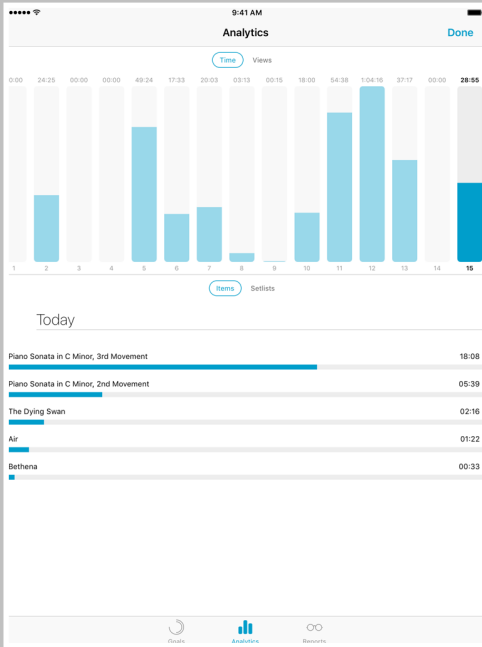 9:41 AM
Analytics Done
Time Views
0:00 24:25 00:00 00:00 49:24 17:33 20:03 03:13 00:15 18:00 54:38 1:04:16 37:17 00:00 28:55
1 2 3 4 5 6 7 8 9 10 11 12 13 14 15
Items Setlists
Today
Piano Sonata in C Minor, 3rd Movement 18:08
Piano Sonata in C Minor, 2nd Movement 05:39
The Dying Swan 02:16
Air 01:22
Bethena 00:33
Goals Analytics Reports